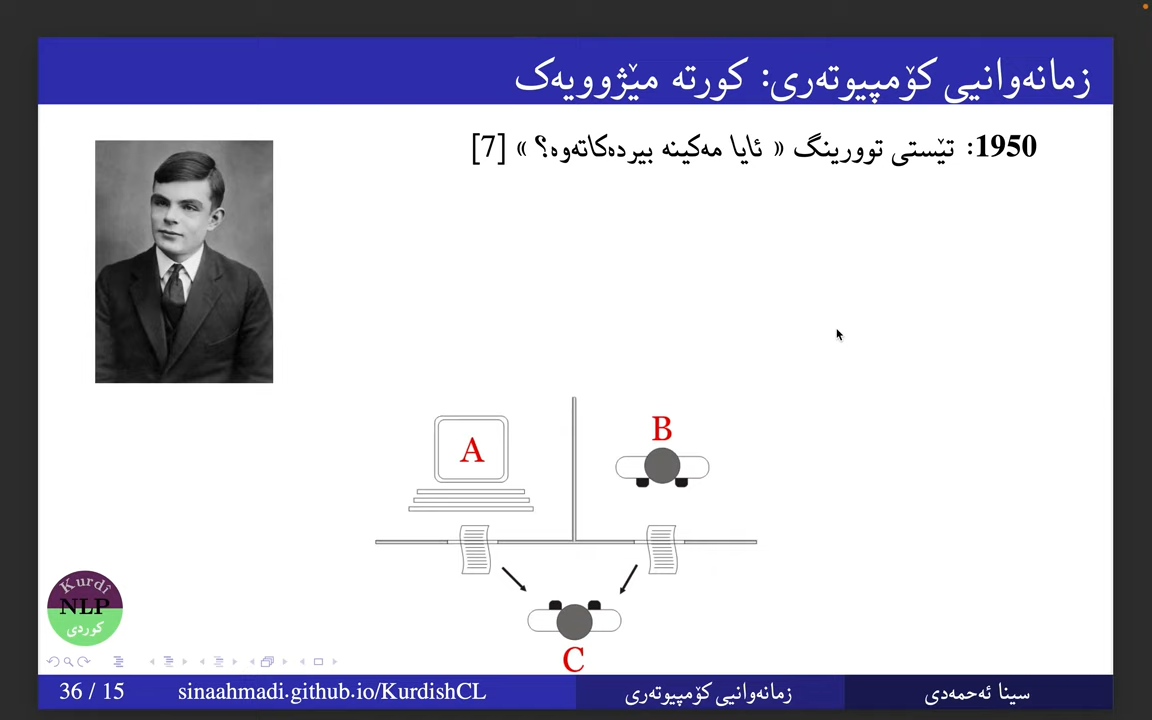 زمانەوانیی کۆمپیوتەری: کورتە مێژوویەک
1950: تێستی توورینگ « ئایا مەکینە بیردەکاتەوە؟ » [7]
A
B
C
Kurdî
NLP
کوردی
سینا ئەحمەدی
زمانەوانیی کۆمپیوتەری
sinaahmadi.github.io/KurdishCL
36 / 15